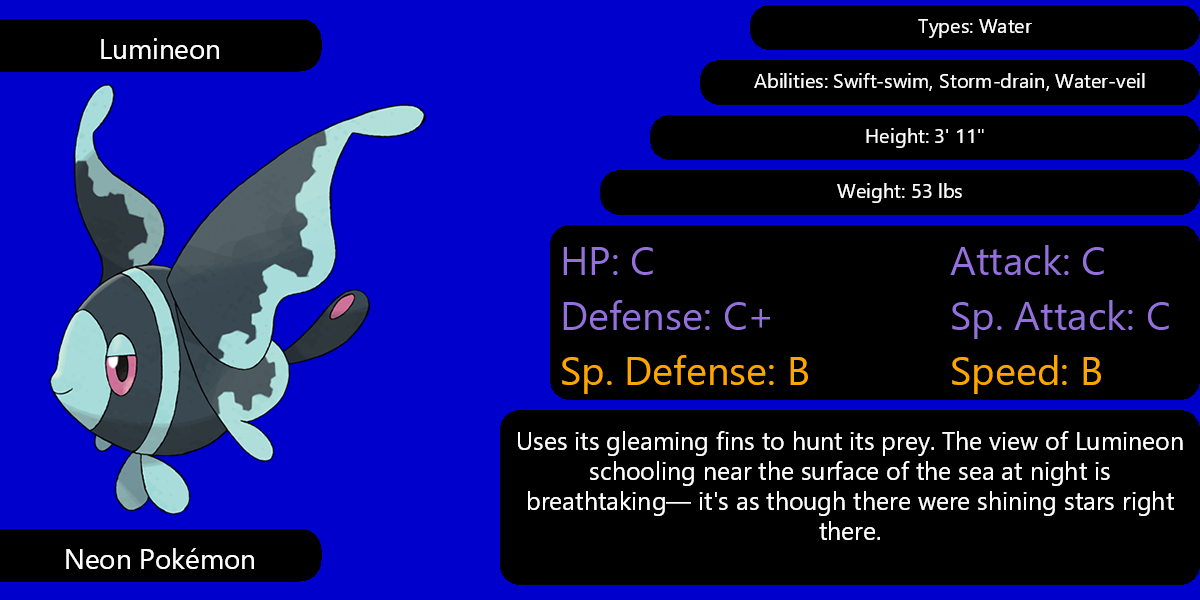 Lumineon
Types: Water
Abilities: Swift-swim, Storm-drain, Water-veil
Height: 3' 11"
Weight: 53 lbs
HP: C
Attack: C
Defense: C+
Sp. Attack: C
Sp. Defense: B
Speed: B
Uses its gleaming fins to hunt its prey. The view of Lumineon
schooling near the surface of the sea at night is
breathtaking— it's as though there were shining stars right
there.
Neon Pokémon